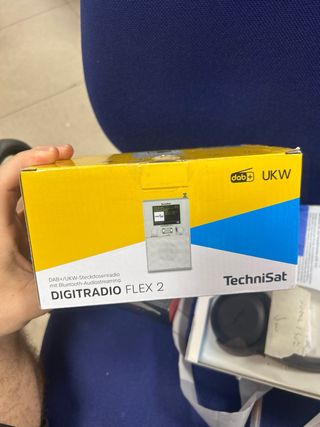 dab+ UKW
DAB+/UKW-Steckdosenradio
mit Bluetooth-Audiostreaming
DIGITRADIO FLEX 2
TechniSat